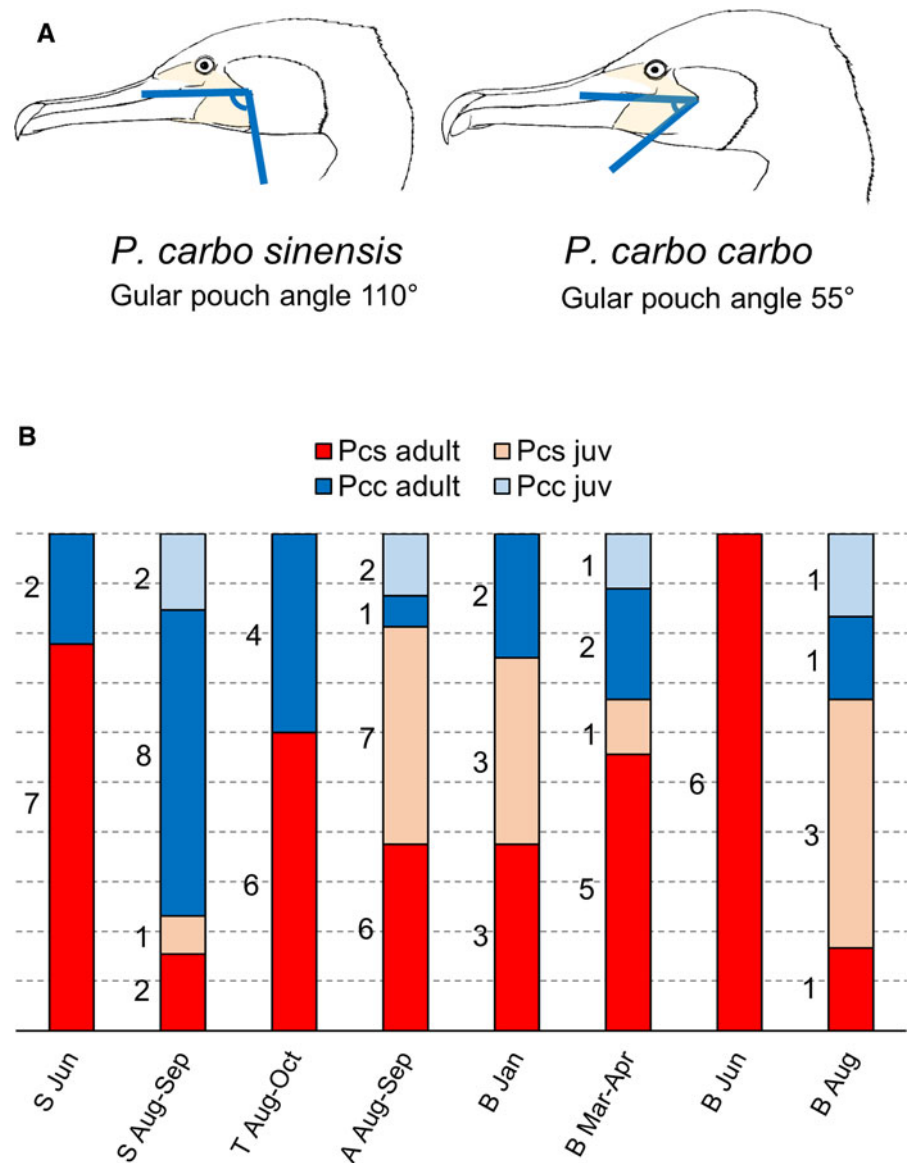 A
P. carbo sinensis
Gular pouch angle 110°
P. carbo carbo
Gular pouch angle 55°
B
Pcs adult
Pcs juv
Pcc adult
Pcc juv
2
7
2
8
1
2
4
6
2
1
7
6
2
3
3
1
2
1
5
6
1
1
3
1
S Jun
S Aug-Sep
T Aug-Oct
A Aug-Sep
B Jan
B Mar-Apr
B Jun
B Aug